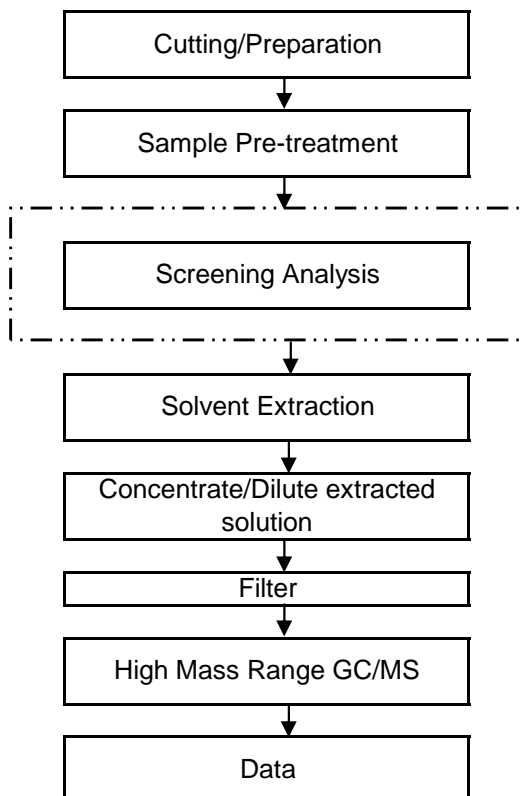 Cutting/Preparation
Sample Pre-treatment
Screening Analysis
Solvent Extraction
Concentrate/Dilute extracted
solution
Filter
High Mass Range GC/MS
Data